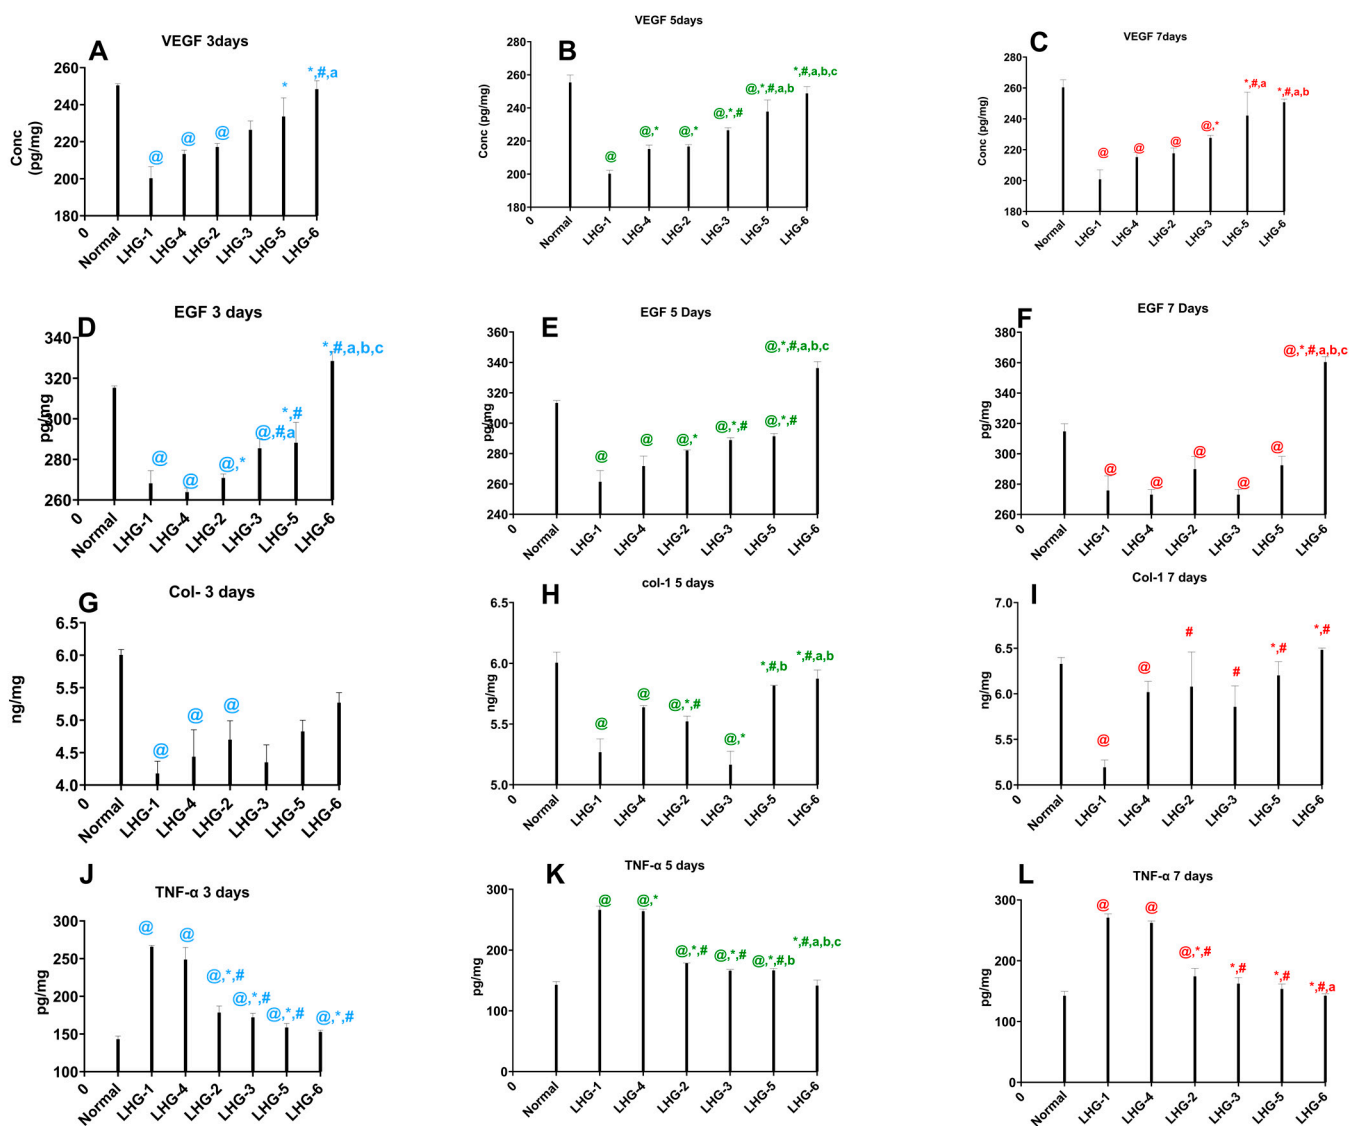 A
VEGF 3days
Conc
(pg/mg)
260
240
220
200
180
0
@
@
@
*
*,#,a
Normal
LHG-1
LHG-4
LHG-2
LHG-3
LHG-5
LHG-6
B
VEGF 5days
Conc (pg/mg)
280
260
240
220
200
180
0
@
@,*
@,*
@,*,#
@,*,#,a,b
*,#,a,b,c
Normal
LHG-1
LHG-4
LHG-2
LHG-3
LHG-5
LHG-6
C
VEGF 7days
Conc (pg/mg)
280
260
240
220
200
180
0
@
@
@
@,*
*,#,a
*,#,a,b
Normal
LHG-1
LHG-4
LHG-2
LHG-3
LHG-5
LHG-6
D
EGF 3 days
pg/mg
340
320
300
280
260
0
@
@
@,*
@,#,a
*,#
*,#,a,b,c
Normal
LHG-1
LHG-4
LHG-2
LHG-3
LHG-5
LHG-6
E
EGF 5 Days
pg/mg
360
340
320
300
280
260
240
0
@
@
@,*
@,*,#
@,*,#
@,*,#,a,b,c
Normal
LHG-1
LHG-4
LHG-2
LHG-3
LHG-5
LHG-6
F
EGF 7 Days
pg/mg
380
360
340
320
300
280
260
0
@
@
@
@
@
@,*,#,a,b,c
Normal
LHG-1
LHG-4
LHG-2
LHG-3
LHG-5
LHG-6
G
Col- 3 days
ng/mg
6.5
6.0
5.5
5.0
4.5
4.0
0
@
@
@
Normal
LHG-1
LHG-4
LHG-2
LHG-3
LHG-5
LHG-6
H
col-1 5 days
ng/mg
6.5
6.0
5.5
5.0
0
@
@
@,*,#
@,*
*,#,b
*,#,a,b
Normal
LHG-1
LHG-4
LHG-2
LHG-3
LHG-5
LHG-6
I
Col-1 7 days
ng/mg
7.0
6.5
6.0
5.5
5.0
0
@
@
#
#
*,#
*,#
Normal
LHG-1
LHG-4
LHG-2
LHG-3
LHG-5
LHG-6
J
TNF-α 3 days
pg/mg
300
250
200
150
100
0
@
@
@,*,#
@,*,#
@,*,#
@,*,#
Normal
LHG-1
LHG-4
LHG-2
LHG-3
LHG-5
LHG-6
K
TNF-α 5 days
pg/mg
300
200
100
0
0
@
@,*
@,*,#
@,*,#
@,*,#,b
*,#,a,b,c
Normal
LHG-1
LHG-4
LHG-2
LHG-3
LHG-5
LHG-6
L
TNF-α 7 days
pg/mg
300
200
100
0
0
@
@
@,*,#
*,#
*,#
*,#,a
Normal
LHG-1
LHG-4
LHG-2
LHG-3
LHG-5
LHG-6